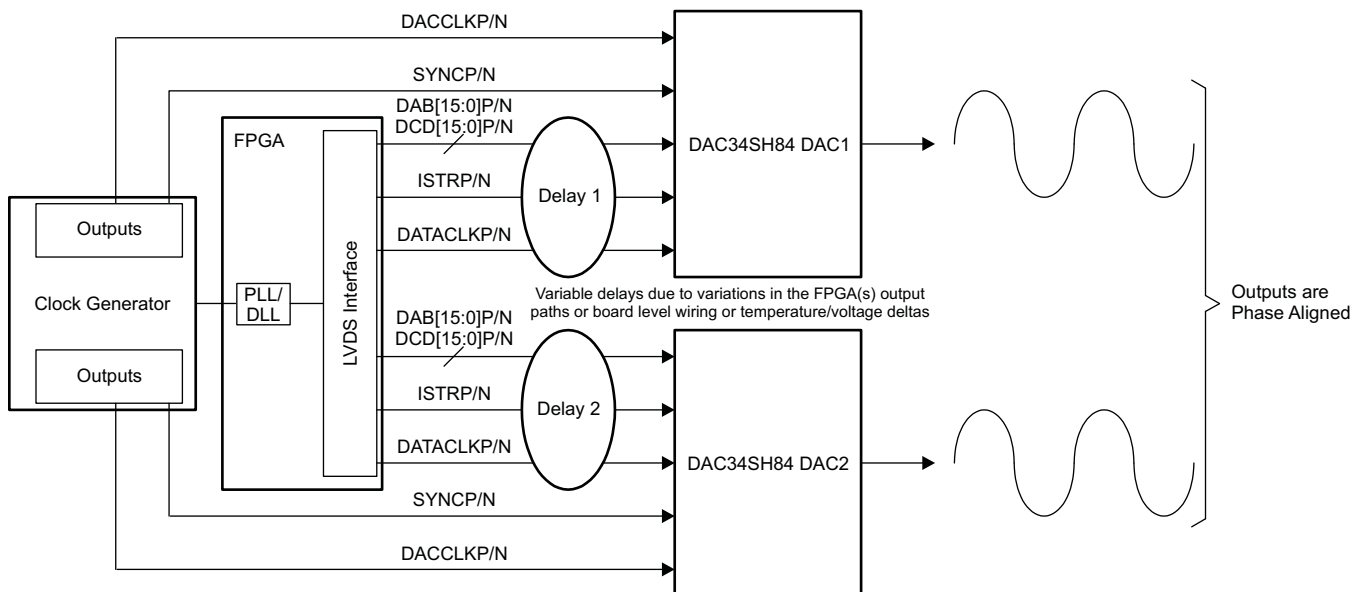 DACCLKP/N
SYNCP/N
DAB[15:0]P/N
DCD[15:0]P/N
FPGA
DAC34SH84 DAC1
ISTRP/N
Delay 1
Outputs
DATACLKP/N
Clock Generator
PLL/
DLL
LVDS Interface
Variable delays due to variations in the FPGA(s) output
paths or board level wiring or temperature/voltage deltas
Outputs are
Phase Aligned
DAB[15:0]P/N
DCD[15:0]P/N
Outputs
ISTRP/N
Delay 2
DATACLKP/N
DAC34SH84 DAC2
SYNCP/N
DACCLKP/N